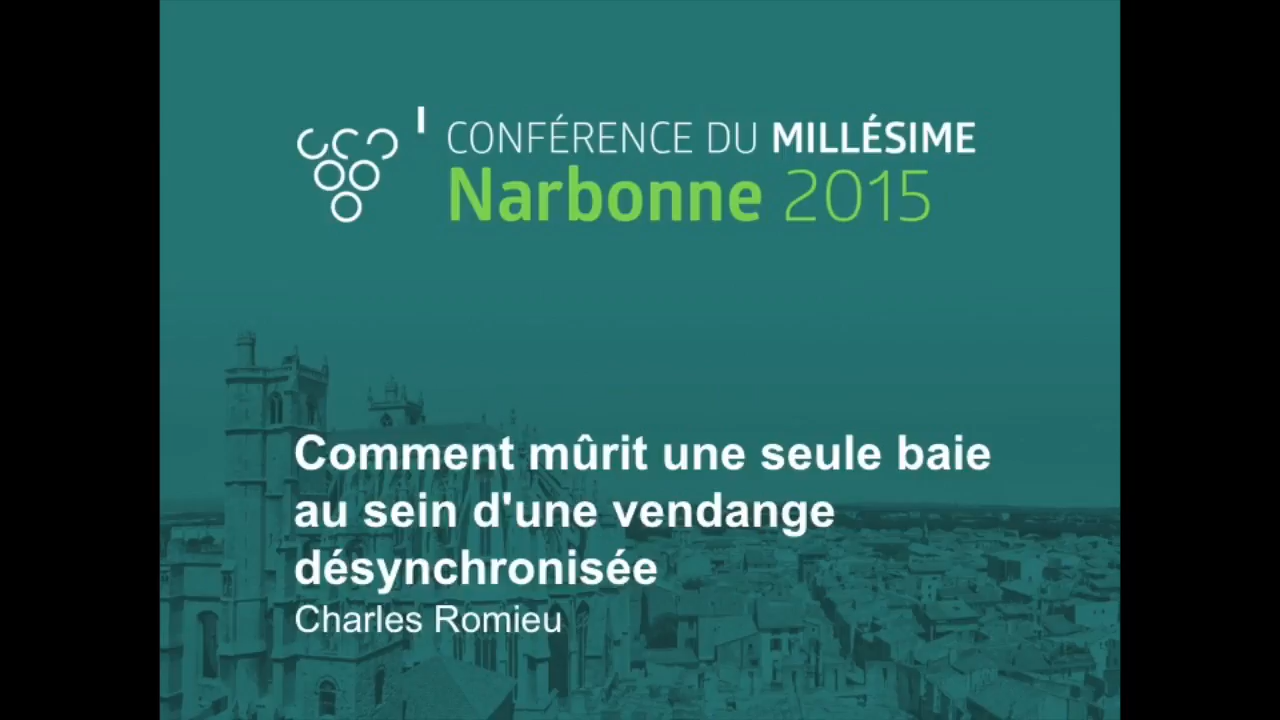 CONFÉRENCE DU MILLÉSIME
Narbonne 2015
Comment mûrit une seule baie
au sein d'une vendange
désynchronisée
Charles Romieu